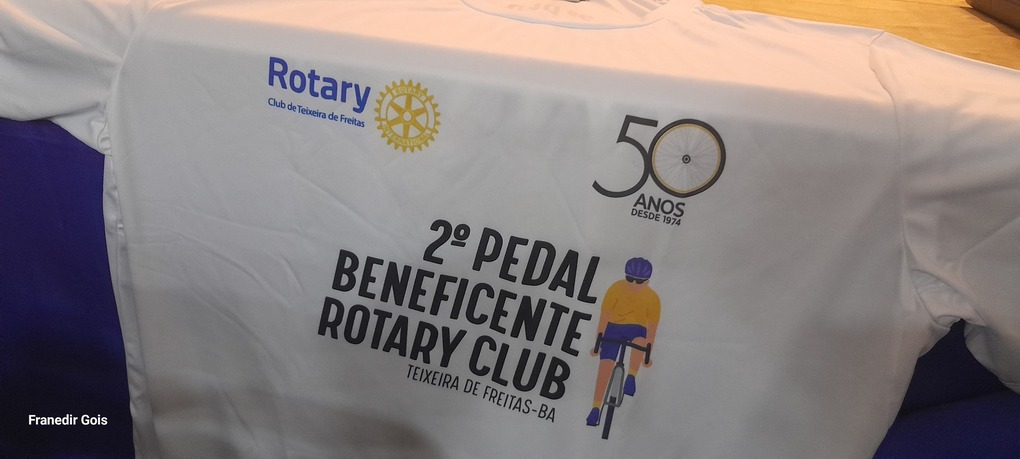 Rotary
Club de Teixeira de Freitas
ROTARY
50
ANOS
DESDE 1974
2º PEDAL
BENEFICENTE
ROTARY CLUB
TEIXEIRA DE FREITAS-BA
Franedir Gois